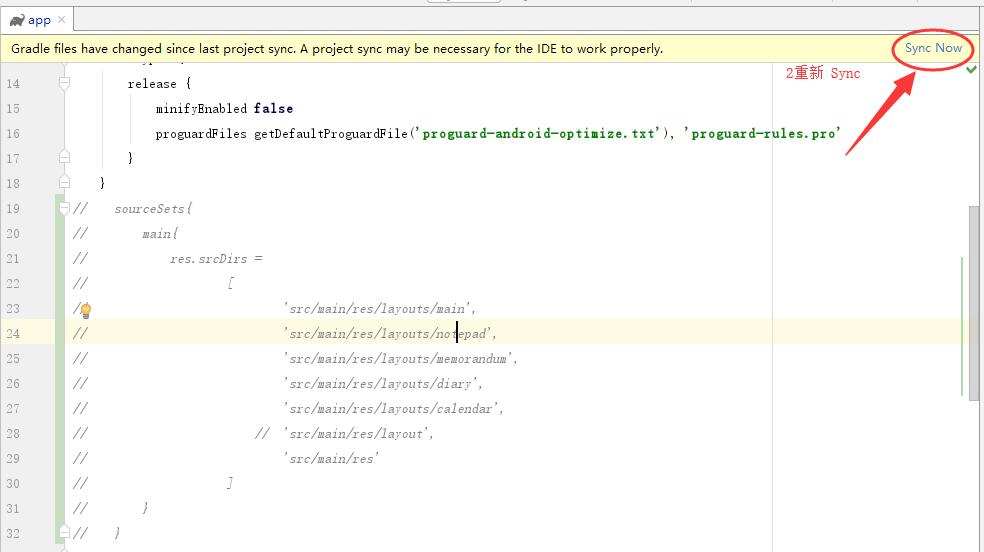 app
Gradle files have changed since last project sync. A project sync may be necessary for the IDE to work properly.
Sync Now
2重新 Sync
14 release {
15 minifyEnabled false
16 proguardFiles getDefaultProguardFile('proguard-android-optimize.txt'), 'proguard-rules.pro'
17 }
18 }
19 // sourceSets{
20 // main{
21 // res.srcDirs =
22 // [
23 // 'src/main/res/layouts/main',
24 // 'src/main/res/layouts/notepad',
25 // 'src/main/res/layouts/memorandum',
26 // 'src/main/res/layouts/diary',
27 // 'src/main/res/layouts/calendar',
28 // // 'src/main/res/layout',
29 // 'src/main/res'
30 // ]
31 // }
32 // }